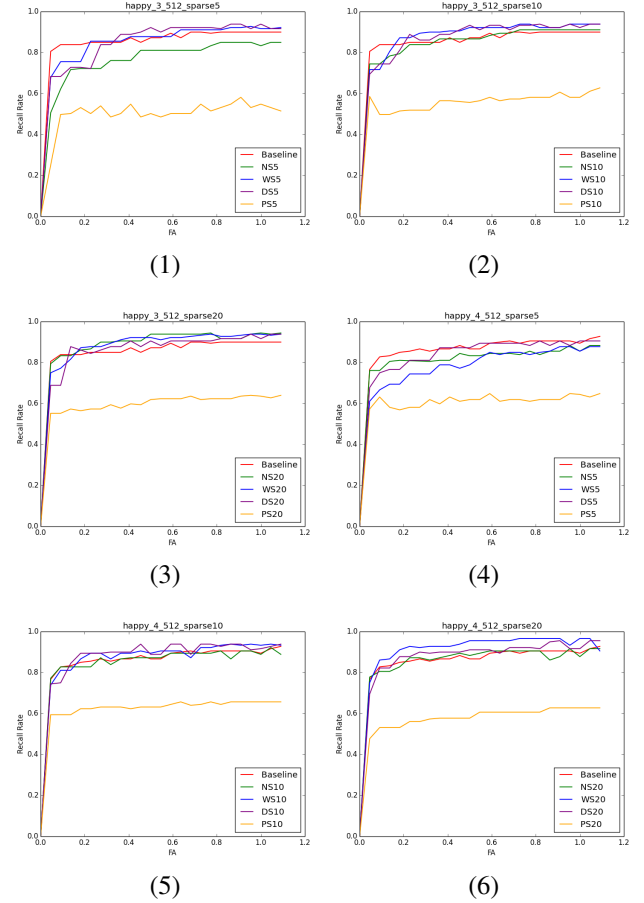 happy_3_512_sparse5
Recall Rate
1.0
0.8
0.6
0.4
0.2
0.0
0.0 0.2 0.4 0.6 0.8 1.0 1.2
FA
Baseline
NS5
WS5
DS5
PS5
(1)
happy_3_512_sparse10
Recall Rate
1.0
0.8
0.6
0.4
0.2
0.0
0.0 0.2 0.4 0.6 0.8 1.0 1.2
FA
Baseline
NS10
WS10
DS10
PS10
(2)
happy_3_512_sparse20
Recall Rate
1.0
0.8
0.6
0.4
0.2
0.0
0.0 0.2 0.4 0.6 0.8 1.0 1.2
FA
Baseline
NS20
WS20
DS20
PS20
(3)
happy_4_512_sparse5
Recall Rate
1.0
0.8
0.6
0.4
0.2
0.0
0.0 0.2 0.4 0.6 0.8 1.0 1.2
FA
Baseline
NS5
WS5
DS5
PS5
(4)
happy_4_512_sparse10
Recall Rate
1.0
0.8
0.6
0.4
0.2
0.0
0.0 0.2 0.4 0.6 0.8 1.0 1.2
FA
Baseline
NS10
WS10
DS10
PS10
(5)
happy_4_512_sparse20
Recall Rate
1.0
0.8
0.6
0.4
0.2
0.0
0.0 0.2 0.4 0.6 0.8 1.0 1.2
FA
Baseline
NS20
WS20
DS20
PS20
(6)